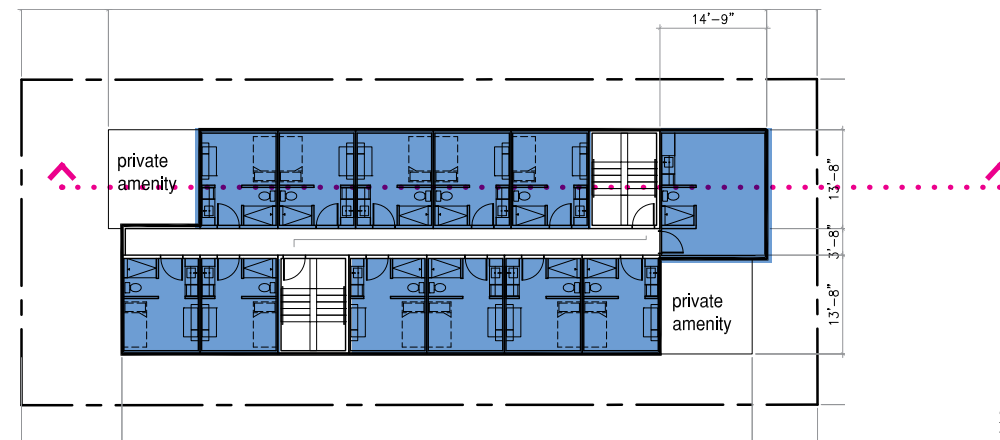 14’-9”
private
amenity
13’-8”
3’-8”
13’-8”
private
amenity